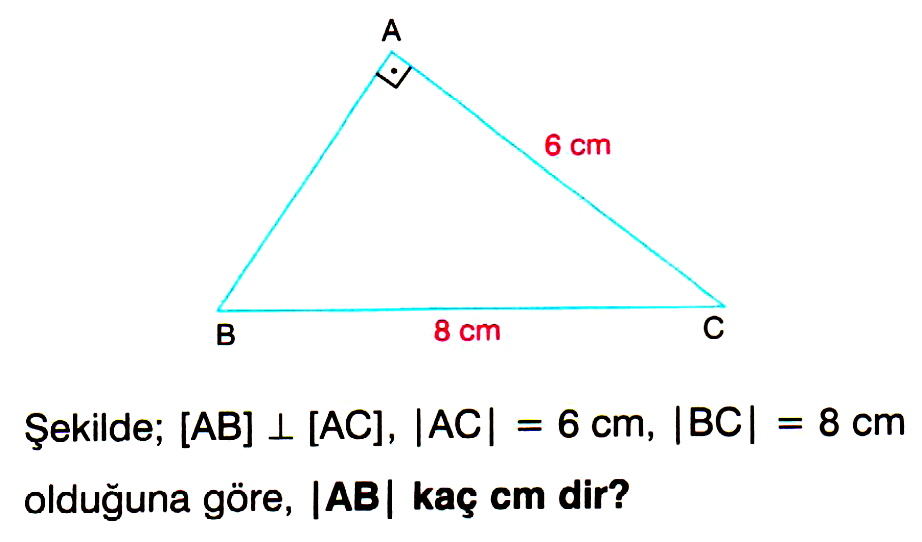 A
6 cm
B
8 cm
C
Şekilde; [AB] ⊥ [AC], |AC| = 6 cm, |BC| = 8 cm
olduğuna göre, |AB| kaç cm dir?